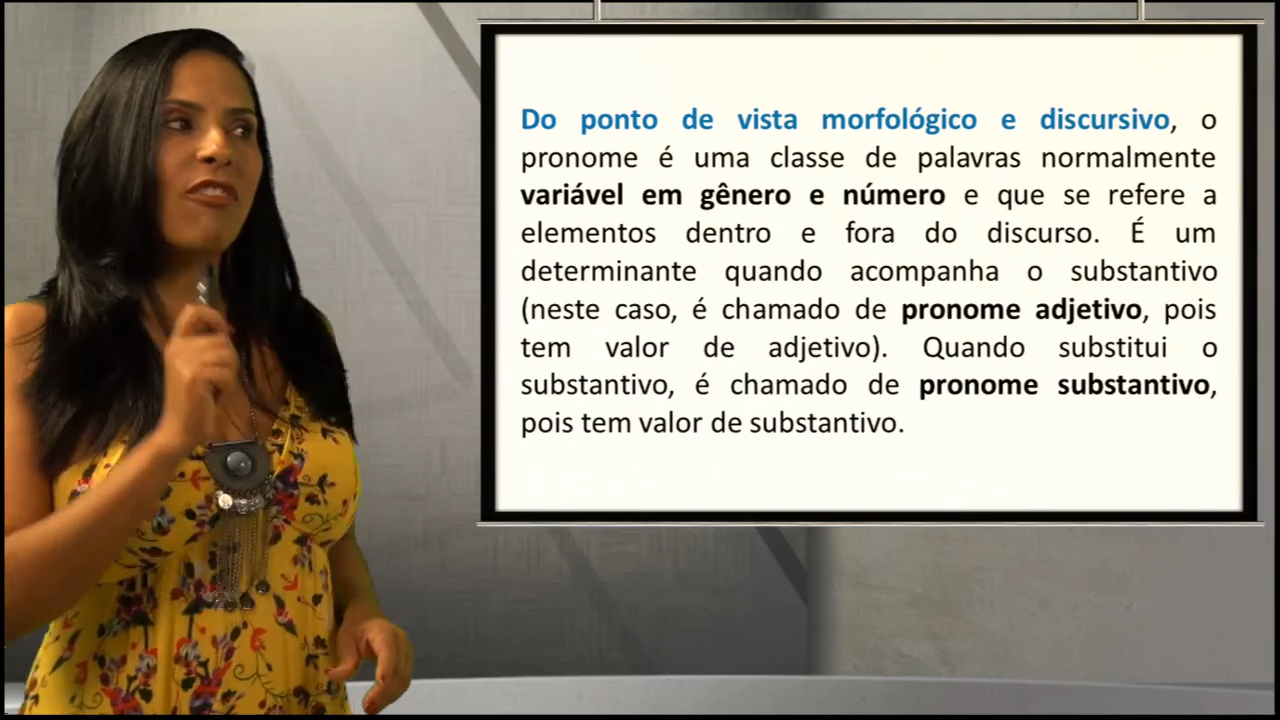 Do ponto de vista morfológico e discursivo, o
pronome é uma classe de palavras normalmente
variável em gênero e número e que se refere a
elementos dentro e fora do discurso. É um
determinante quando acompanha o substantivo
(neste caso, é chamado de pronome adjetivo, pois
tem valor de adjetivo). Quando substitui o
substantivo, é chamado de pronome substantivo,
pois tem valor de substantivo.